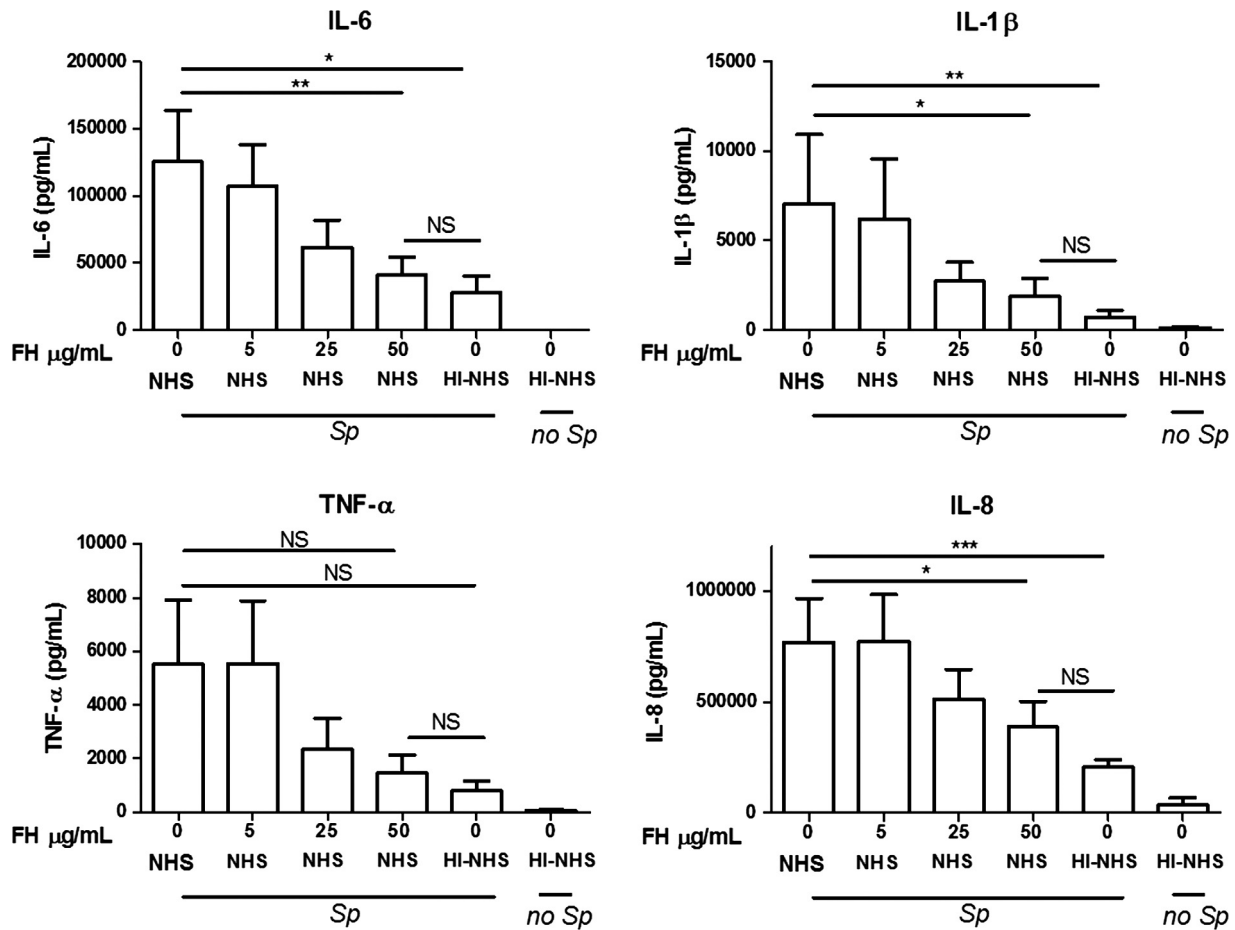 IL-6
200000
150000
100000
50000
0
IL-6 (pg/mL)
*
**
NS
FH µg/mL 0 5 25 50 0 0
NHS NHS NHS NHS HI-NHS HI-NHS
Sp no Sp
IL-1β
15000
10000
5000
0
IL-1β (pg/mL)
**
*
NS
FH µg/mL 0 5 25 50 0 0
NHS NHS NHS NHS HI-NHS HI-NHS
Sp no Sp
TNF-α
10000
8000
6000
4000
2000
0
TNF-α (pg/mL)
NS
NS
NS
FH µg/mL 0 5 25 50 0 0
NHS NHS NHS NHS HI-NHS HI-NHS
Sp no Sp
IL-8
1000000
500000
0
IL-8 (pg/mL)
***
*
NS
FH µg/mL 0 5 25 50 0 0
NHS NHS NHS NHS HI-NHS HI-NHS
Sp no Sp